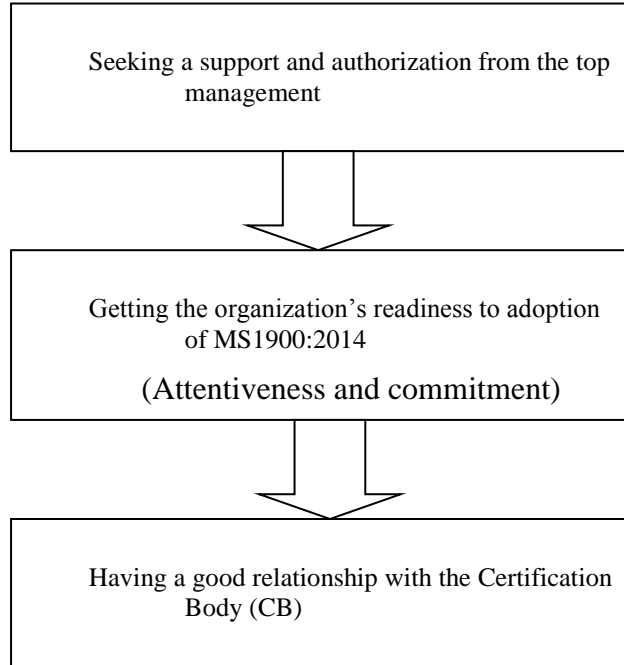 Seeking a support and authorization from the top
management
Getting the organization’s readiness to adoption
of MS1900:2014
(Attentiveness and commitment)
Having a good relationship with the Certification
Body (CB)